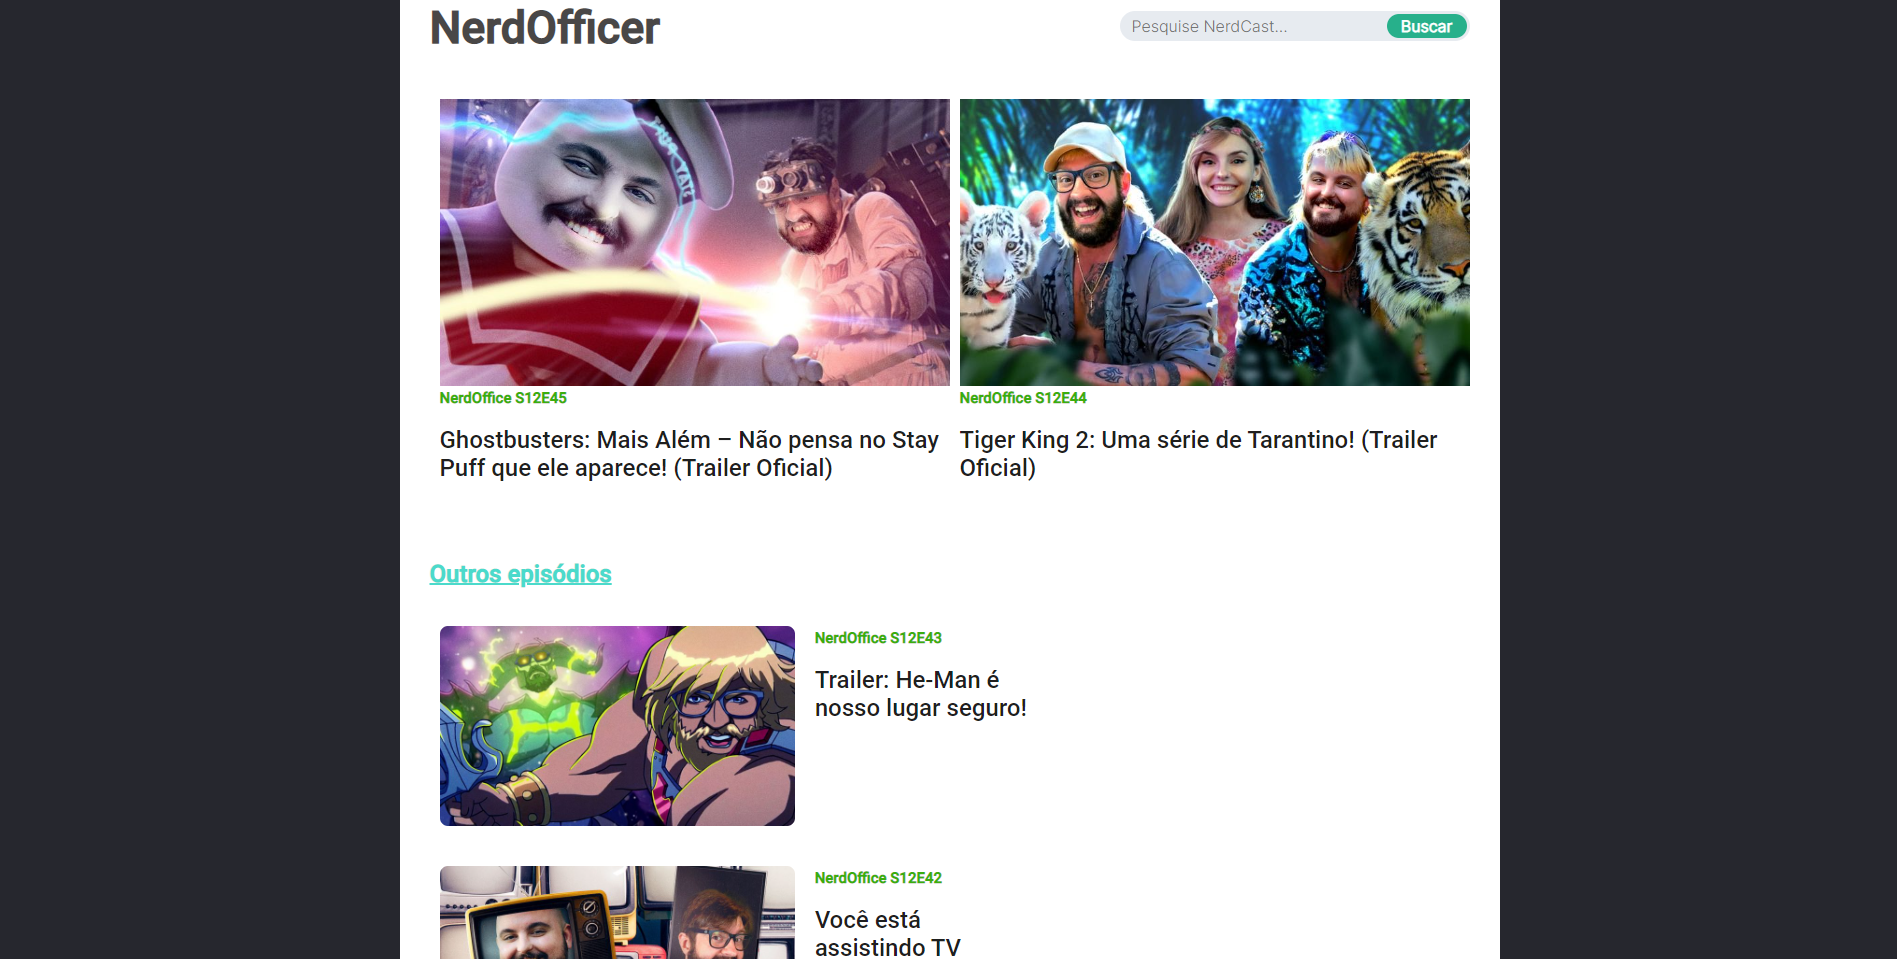 NerdOfficer
Pesquise NerdCast...
Buscar
NerdOffice S12E45
Ghostbusters: Mais Além – Não pensa no Stay
Puff que ele aparece! (Trailer Oficial)
NerdOffice S12E44
Tiger King 2: Uma série de Tarantino! (Trailer
Oficial)
Outros episódios
NerdOffice S12E43
Trailer: He-Man é
nosso lugar seguro!
NerdOffice S12E42
Você está
assistindo TV